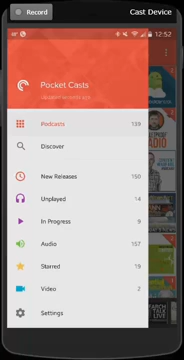 Record
Cast Device
12:52
Pocket Casts
Podcasts 139
Discover
New Releases 150
Unplayed 14
In Progress 9
Audio 157
Starred 19
Video 2
Settings